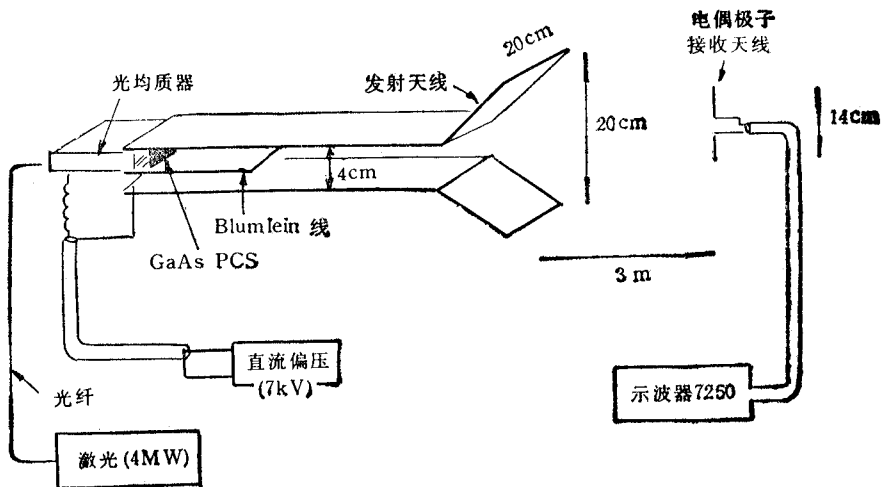 电偶极子
接收天线
20cm
发射天线
光均质器
20cm
14cm
4cm
Blumlein 线
GaAs PCS
3 m
直流偏压
(7kV)
示波器7250
光纤
激光(4MW)